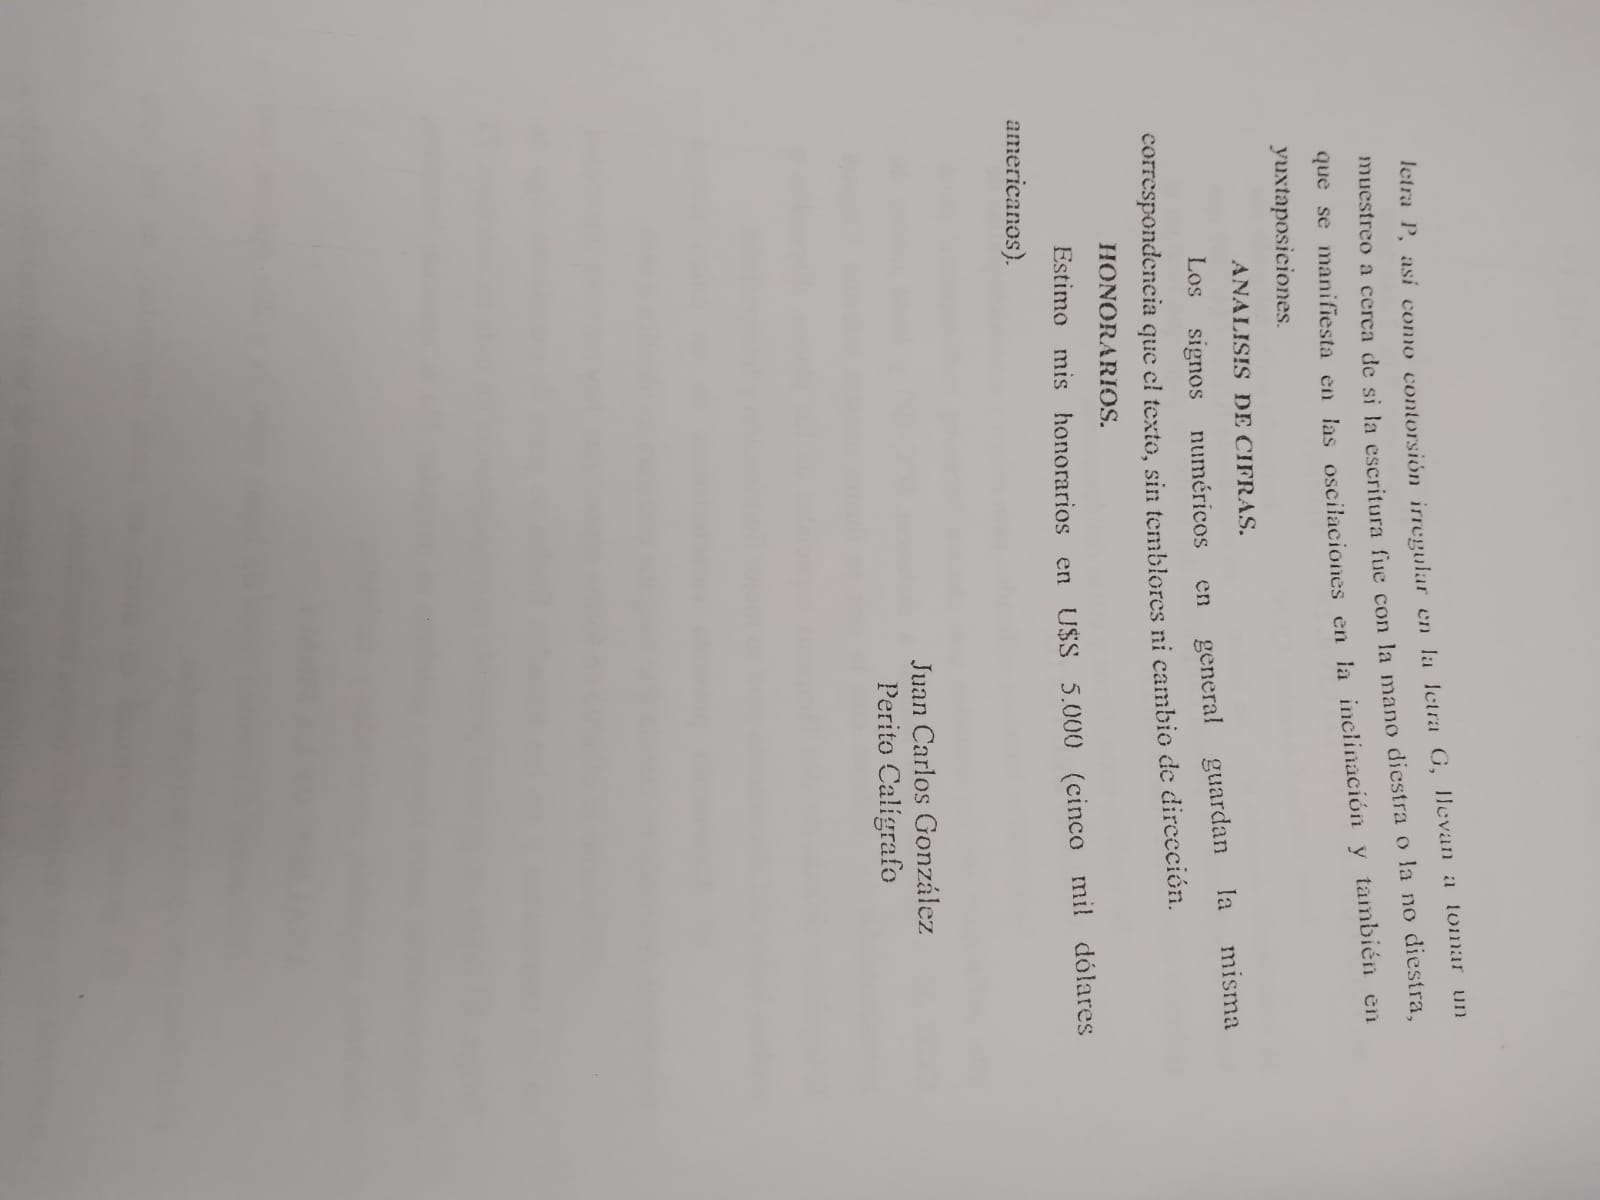 letra P, así como contorsión irregular en la letra G, llevan a tomar un
muestreo a cerca de si la escritura fue con la mano diestra o la no diestra,
que se manifiesta en las oscilaciones en la inclinación y también en
yuxtaposiciones.
ANALISIS DE CIFRAS.
Los signos numéricos en general guardan la misma
correspondencia que el texto, sin temblores ni cambio de dirección.
HONORARIOS.
Estimo mis honorarios en U$S 5.000 (cinco mil dólares
americanos).
Juan Carlos González
Perito Calígrafo